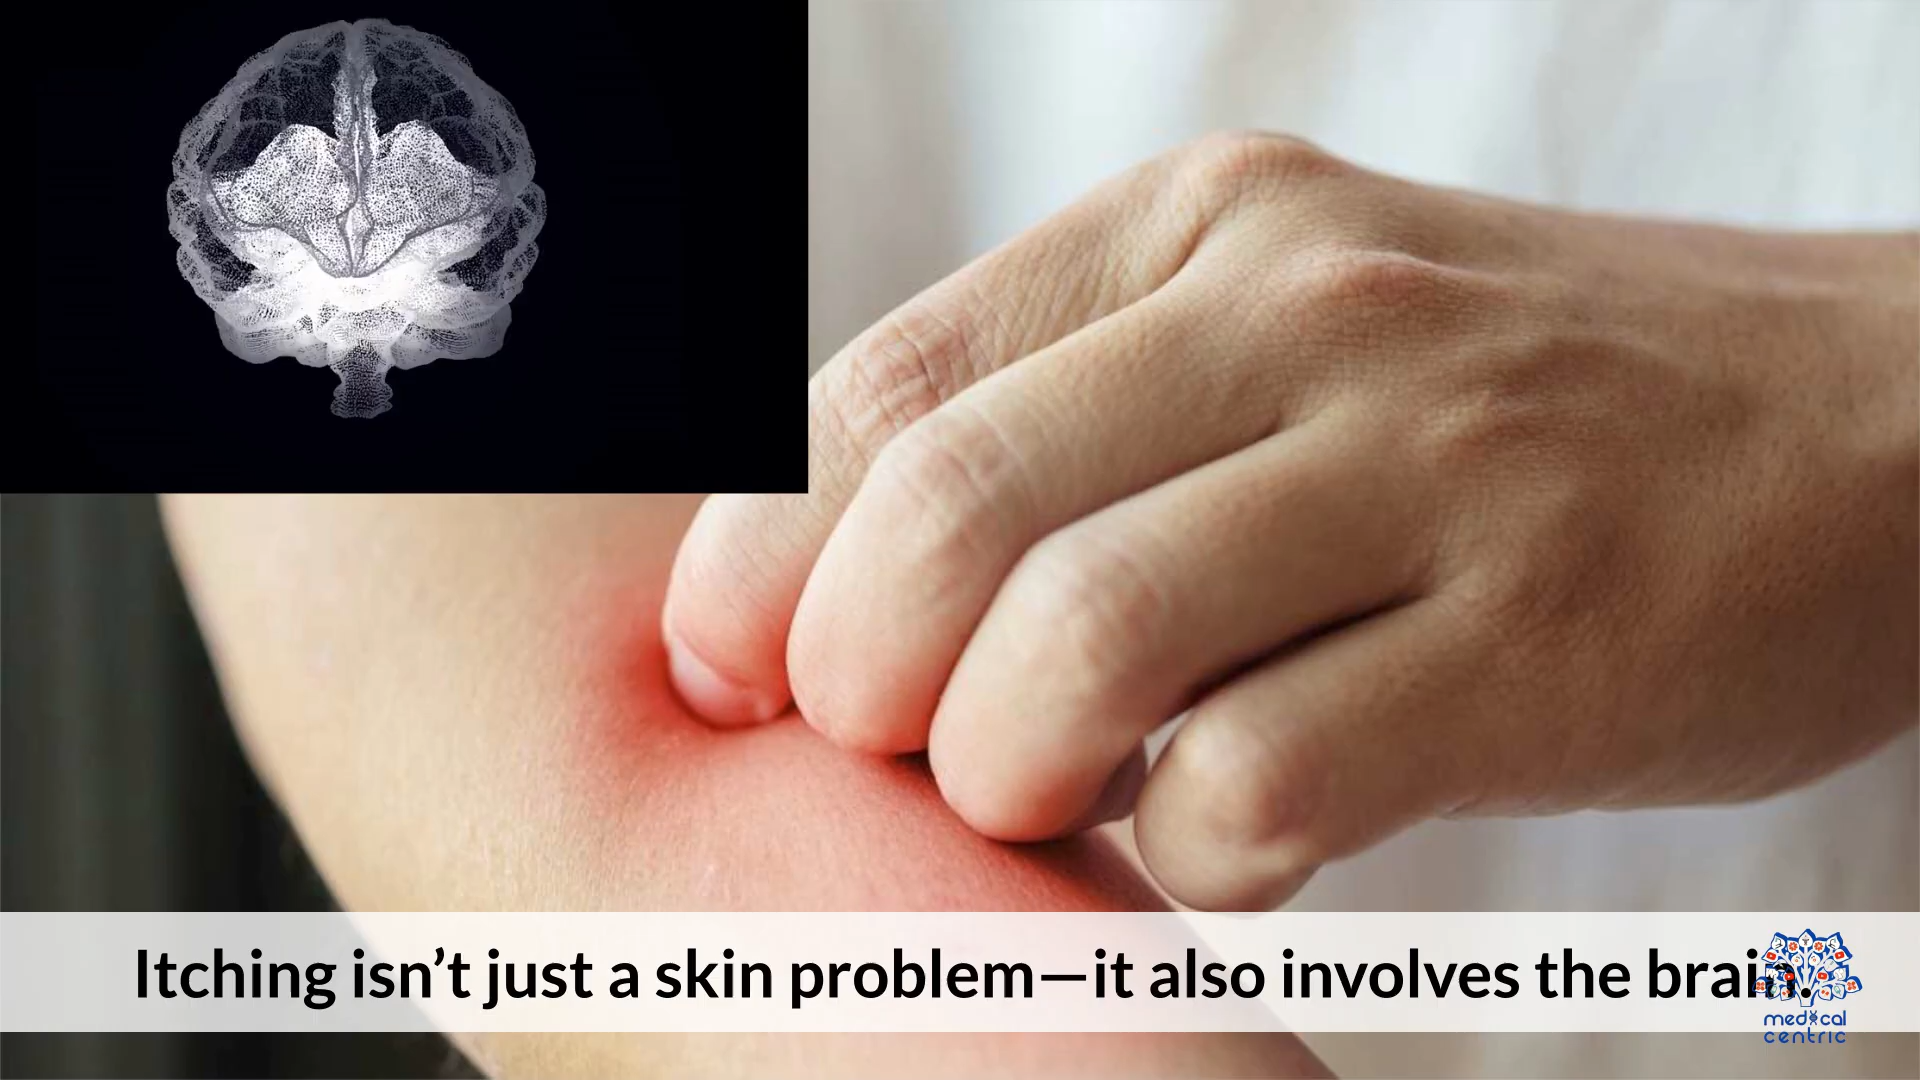 Itching isn’t just a skin problem—it also involves the brain.
medical
centric